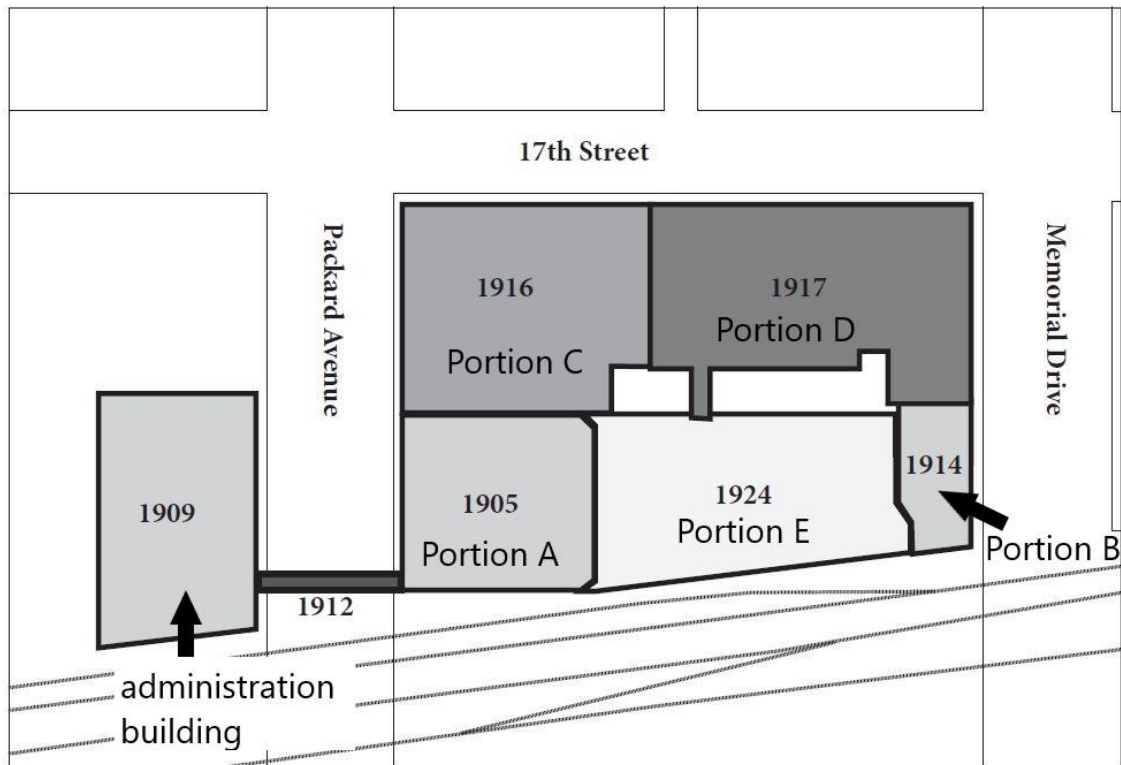 17th Street
Packard Avenue
Memorial Drive
1916
Portion C
1917
Portion D
1909
1905
Portion A
1924
Portion E
1914
Portion B
1912
administration
building